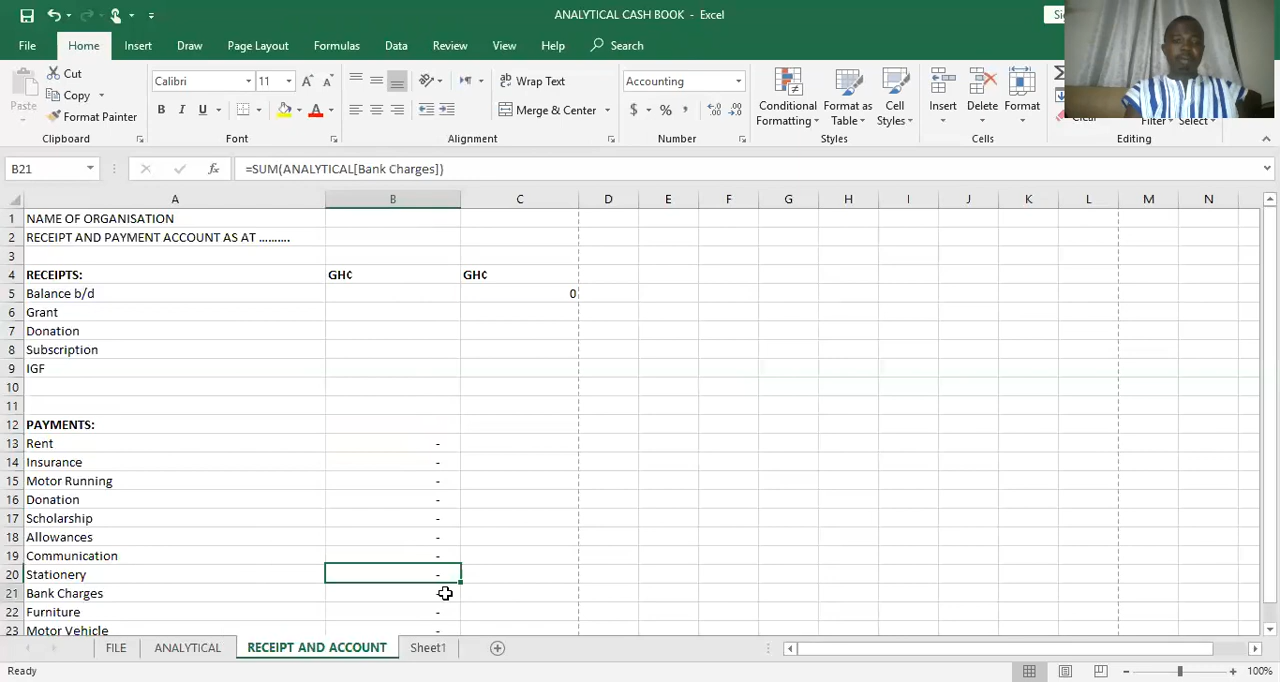 ANALYTICAL CASH BOOK - Excel
File Home Insert Draw Page Layout Formulas Data Review View Help Search
Paste Cut Copy Format Painter
Calibri 11
B I U A
Wrap Text
Merge & Center
Accounting
$ % ,
Conditional Formatting
Format as Table
Cell Styles
Insert Delete Format
Clipboard Font Alignment Number Styles Cells Editing
B21 fx =SUM(ANALYTICAL[Bank Charges])
A B C D E F G H I J K L M N
1 NAME OF ORGANISATION
2 RECEIPT AND PAYMENT ACCOUNT AS AT ..........
3
4 RECEIPTS: GH₵ GH₵
5 Balance b/d 0
6 Grant
7 Donation
8 Subscription
9 IGF
10
11
12 PAYMENTS:
13 Rent -
14 Insurance -
15 Motor Running -
16 Donation -
17 Scholarship -
18 Allowances -
19 Communication -
20 Stationery -
21 Bank Charges
22 Furniture -
23 Motor Vehicle -
FILE ANALYTICAL RECEIPT AND ACCOUNT Sheet1
Ready 100%